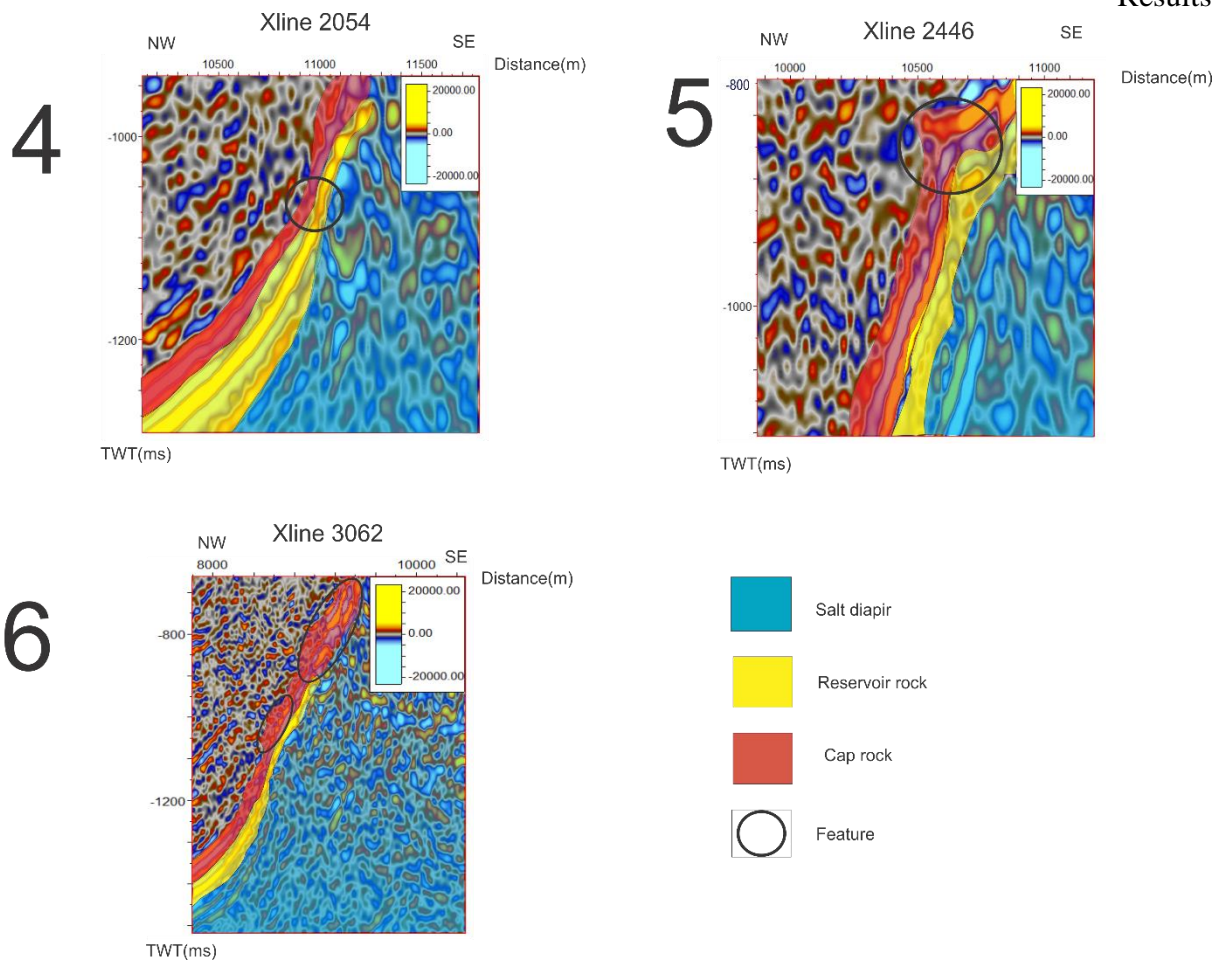 Results
Xline 2054
NW
SE
10500 11000 11500
Distance(m)
4
20000.00
0.00
-20000.00
-1000
-1200
TWT(ms)
Xline 2446
NW
SE
10000 10500 11000
Distance(m)
5
-800
20000.00
0.00
-20000.00
-1000
TWT(ms)
Xline 3062
NW
SE
8000 10000
Distance(m)
6
20000.00
0.00
-20000.00
-800
-1200
TWT(ms)
Salt diapir
Reservoir rock
Cap rock
Feature